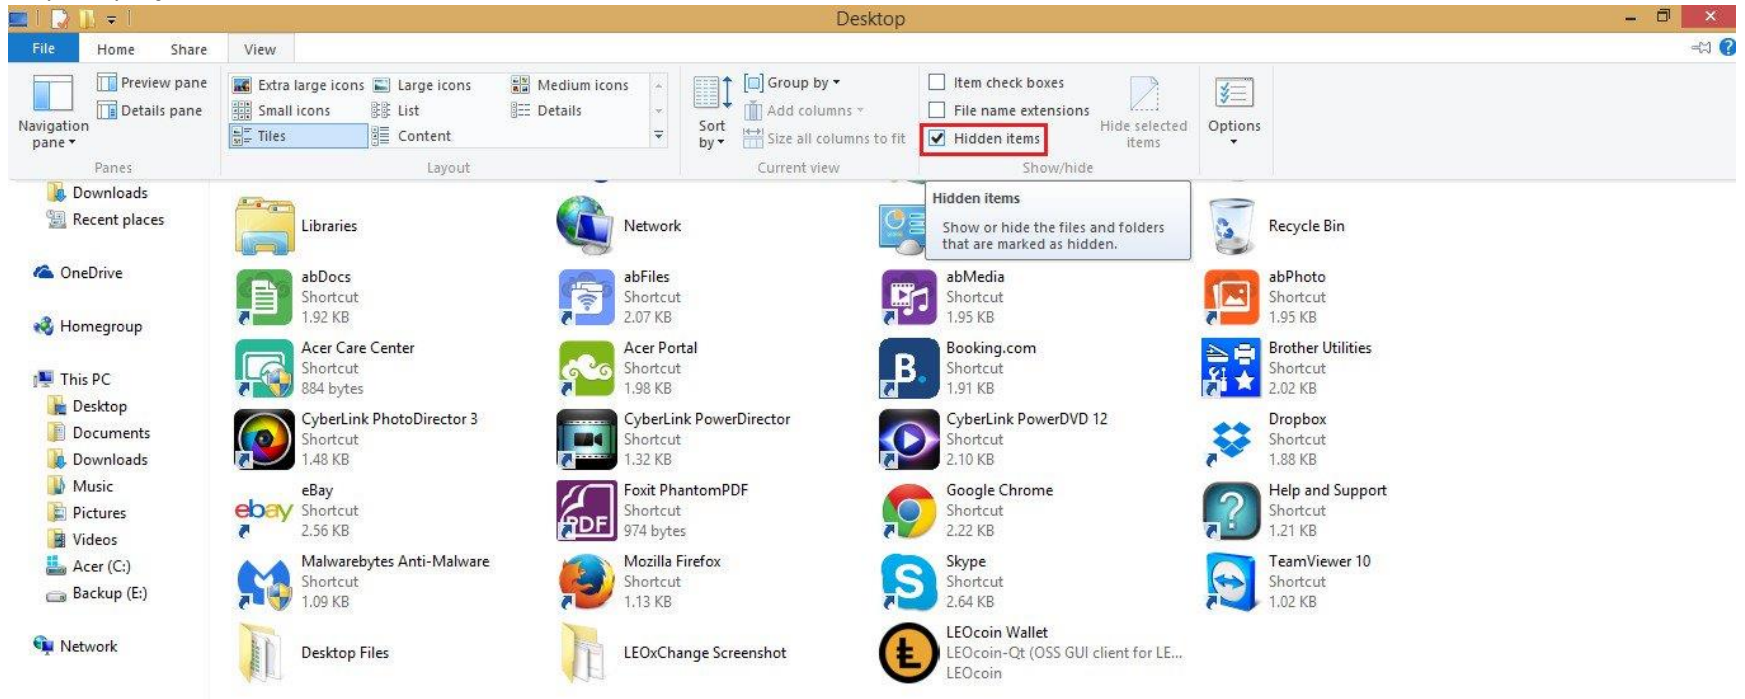 Desktop
File Home Share View
Preview pane
Details pane
Navigation
pane
Panes
Extra large icons Large icons Medium icons
Small icons List Details
Tiles Content
Layout
Sort
by
Group by
Add columns
Size all columns to fit
Current view
Item check boxes
File name extensions
Hidden items
Hide selected
items
Show/hide
Options
Hidden items
Show or hide the files and folders
that are marked as hidden.
Downloads
Recent places
OneDrive
Homegroup
This PC
Desktop
Documents
Downloads
Music
Pictures
Videos
Acer (C:)
Backup (E:)
Network
Libraries
Network
Recycle Bin
abDocs
Shortcut
1.92 KB
abFiles
Shortcut
2.07 KB
abMedia
Shortcut
1.95 KB
abPhoto
Shortcut
1.95 KB
Acer Care Center
Shortcut
884 bytes
Acer Portal
Shortcut
1.98 KB
B.
Booking.com
Shortcut
1.91 KB
Brother Utilities
Shortcut
2.02 KB
CyberLink PhotoDirector 3
Shortcut
1.48 KB
CyberLink PowerDirector
Shortcut
1.32 KB
CyberLink PowerDVD 12
Shortcut
2.10 KB
Dropbox
Shortcut
1.88 KB
ebay
eBay
Shortcut
2.56 KB
PDF
Foxit PhantomPDF
Shortcut
974 bytes
Google Chrome
Shortcut
2.22 KB
?
Help and Support
Shortcut
1.21 KB
Malwarebytes Anti-Malware
Shortcut
1.09 KB
Mozilla Firefox
Shortcut
1.13 KB
S
Skype
Shortcut
2.64 KB
TeamViewer 10
Shortcut
1.02 KB
Desktop Files
LEOxChange Screenshot
LEOcoin Wallet
LEOcoin-Qt (OSS GUI client for LE...
LEOcoin